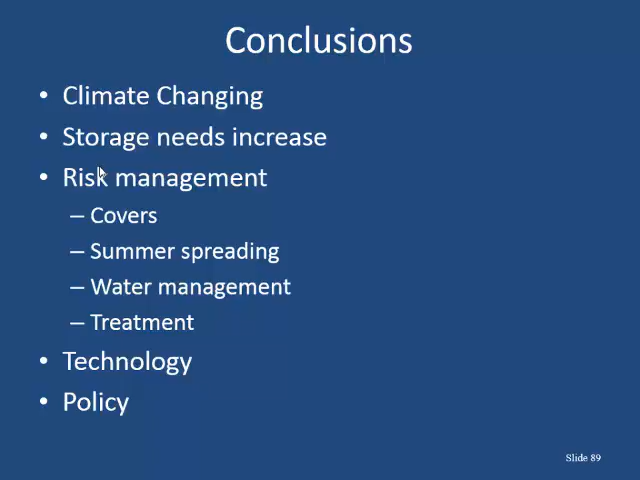 Conclusions
• Climate Changing
• Storage needs increase
• Risk management
– Covers
– Summer spreading
– Water management
– Treatment
• Technology
• Policy
Slide 89